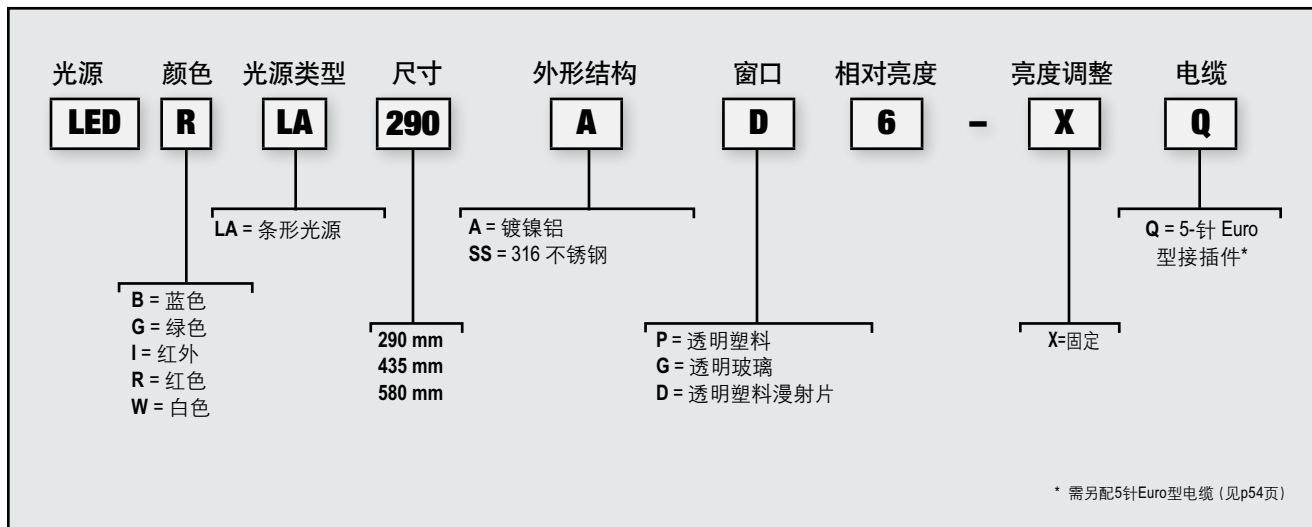 光源 颜色 光源类型 尺寸 外形结构 窗口 相对亮度 亮度调整 电缆
LED R LA 290 A D 6 – X Q
LA = 条形光源
A = 镀镍铝
SS = 316 不锈钢
Q = 5-针 Euro
型接插件*
B = 蓝色
G = 绿色
I = 红外
R = 红色
W = 白色
290 mm
435 mm
580 mm
P = 透明塑料
G = 透明玻璃
D = 透明塑料漫射片
X=固定
* 需另配5针Euro型电缆 (见p54页)